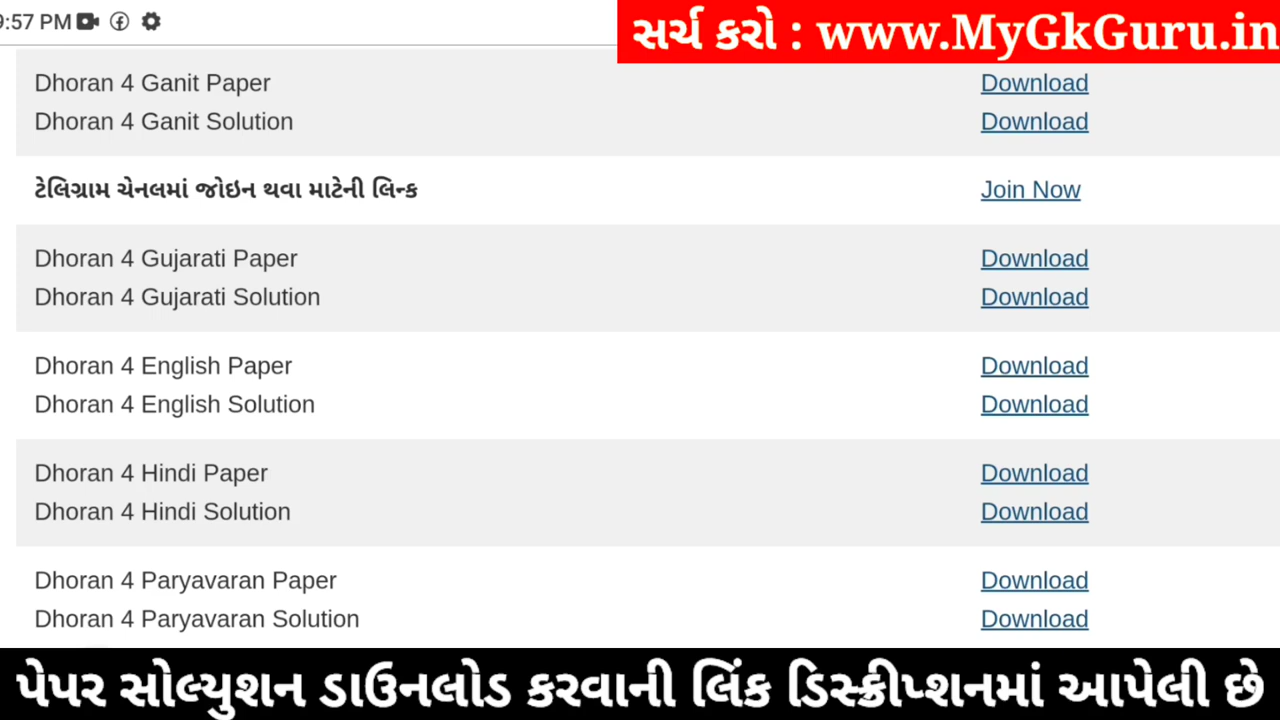 9:57 PM
સર્ચ કરો : www.MyGkGuru.in
Dhoran 4 Ganit Paper Download
Dhoran 4 Ganit Solution Download
ટેલિગ્રામ ચેનલમાં જોઇન થવા માટેની લિન્ક Join Now
Dhoran 4 Gujarati Paper Download
Dhoran 4 Gujarati Solution Download
Dhoran 4 English Paper Download
Dhoran 4 English Solution Download
Dhoran 4 Hindi Paper Download
Dhoran 4 Hindi Solution Download
Dhoran 4 Paryavaran Paper Download
Dhoran 4 Paryavaran Solution Download
પેપર સોલ્યુશન ડાઉનલોડ કરવાની લિંક ડિસ્ક્રીપ્શનમાં આપેલી છે